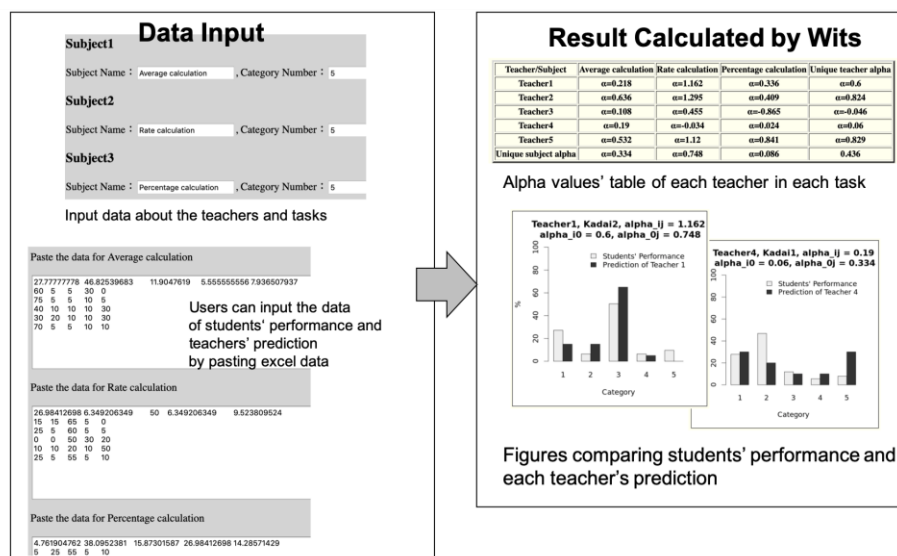 Data Input
Subject1
Subject Name： Average calculation , Category Number： 5
Subject2
Subject Name： Rate calculation , Category Number： 5
Subject3
Subject Name： Percentage calculation , Category Number： 5
Input data about the teachers and tasks
Paste the data for Average calculation
27.77777778 46.82539683 11.9047619 5.555555556 7.936507937
60 5 5 30 0
75 5 5 10 5
40 10 10 10 30
30 20 10 10 30
70 5 5 10 10
Users can input the data
of students' performance and
teachers' prediction
by pasting excel data
Paste the data for Rate calculation
26.98412698 6.349206349 50 6.349206349 9.523809524
15 15 65 5 0
25 5 60 5 5
0 0 50 30 20
10 10 20 10 50
25 5 55 5 10
Paste the data for Percentage calculation
4.761904762 38.0952381 15.87301587 26.98412698 14.28571429
5 25 55 5 10
Result Calculated by Wits
Teacher/Subject Average calculation Rate calculation Percentage calculation Unique teacher alpha
Teacher1 α=0.218 α=1.162 α=0.336 α=0.6
Teacher2 α=0.636 α=1.295 α=0.409 α=0.824
Teacher3 α=0.108 α=0.455 α=-0.865 α=-0.046
Teacher4 α=0.19 α=-0.034 α=0.024 α=0.06
Teacher5 α=0.532 α=1.12 α=0.841 α=0.829
Unique subject alpha α=0.334 α=0.748 α=0.086 0.436
Alpha values' table of each teacher in each task
Teacher1, Kadai2, alpha_ij = 1.162
alpha_i0 = 0.6, alpha_0j = 0.748
Students' Performance
Prediction of Teacher 1
%
100
80
60
40
20
0
1 2 3 4 5
Category
Teacher4, Kadai1, alpha_ij = 0.19
alpha_i0 = 0.06, alpha_0j = 0.334
Students' Performance
Prediction of Teacher 4
100
80
60
40
20
0
1 2 3 4 5
Category
Figures comparing students' performance and
each teacher's prediction